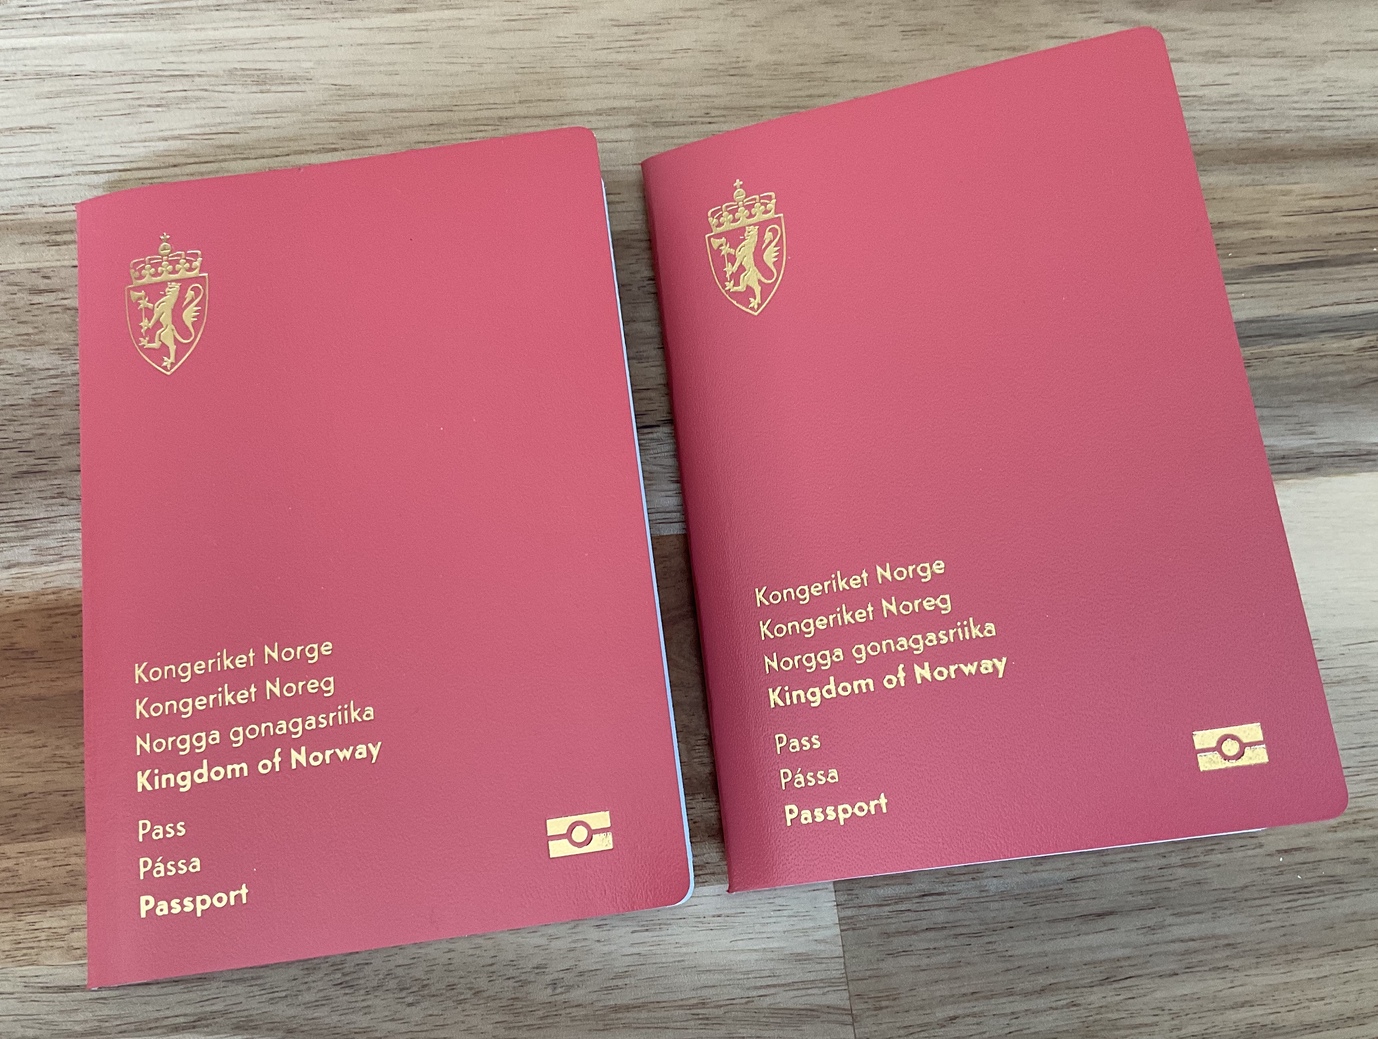 Kongeriket Norge
Kongeriket Noreg
Norgga gonagasriika
Kingdom of Norway
Pass
Pássa
Passport
Kongeriket Norge
Kongeriket Noreg
Norgga gonagasriika
Kingdom of Norway
Pass
Pássa
Passport